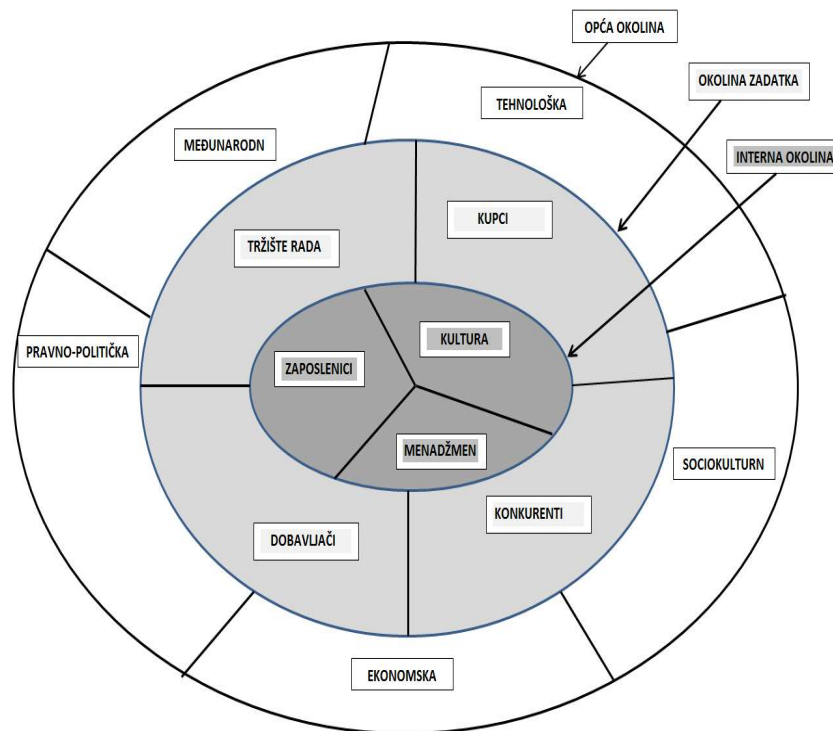 OPĆA OKOLINA
OKOLINA ZADATKA
TEHNOLOŠKA
MEĐUNARODN
INTERNA OKOLINA
KUPCI
TRŽIŠTE RADA
KULTURA
PRAVNO-POLITIČKA
ZAPOSLENICI
MENADŽMEN
SOCIOKULTURN
KONKURENTI
DOBAVLJAČI
EKONOMSKA